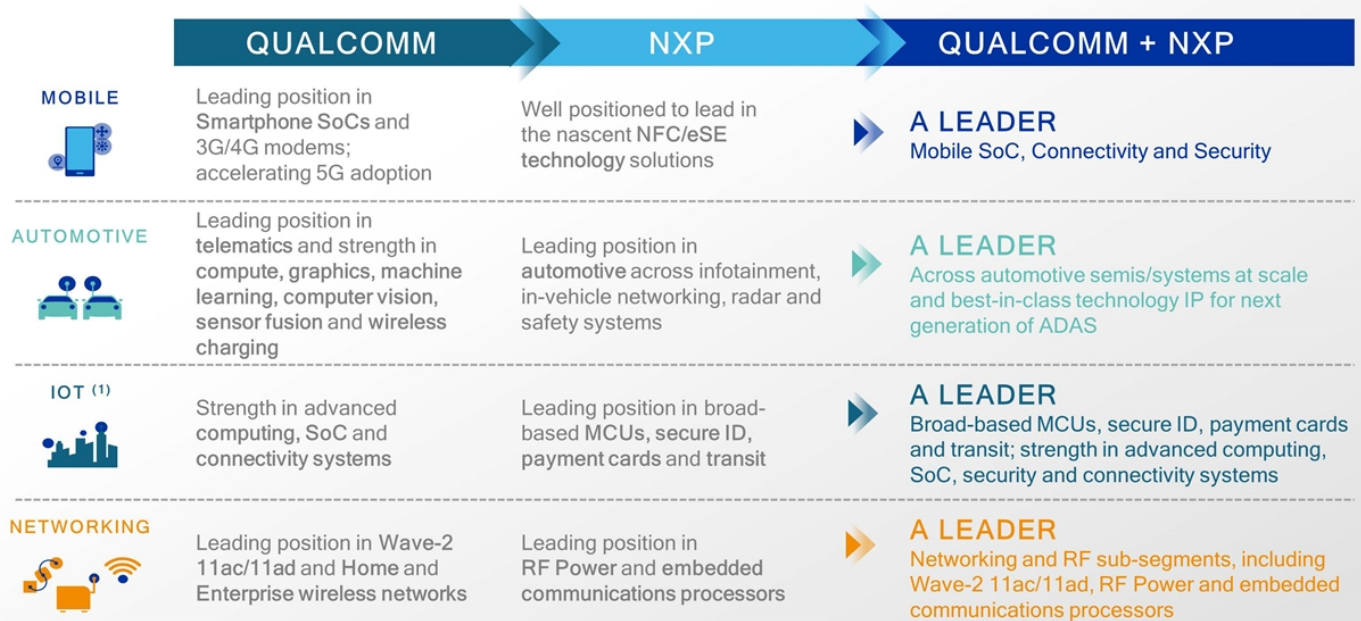 QUALCOMM
NXP
QUALCOMM + NXP
MOBILE
Leading position in
Smartphone SoCs and
3G/4G modems;
accelerating 5G adoption
Well positioned to lead in
the nascent NFC/eSE
technology solutions
A LEADER
Mobile SoC, Connectivity and Security
AUTOMOTIVE
Leading position in
telematics and strength in
compute, graphics, machine
learning, computer vision,
sensor fusion and wireless
charging
Leading position in
automotive across infotainment,
in-vehicle networking, radar and
safety systems
A LEADER
Across automotive semis/systems at scale
and best-in-class technology IP for next
generation of ADAS
IOT (1)
Strength in advanced
computing, SoC and
connectivity systems
Leading position in broad-
based MCUs, secure ID,
payment cards and transit
A LEADER
Broad-based MCUs, secure ID, payment cards
and transit; strength in advanced computing,
SoC, security and connectivity systems
NETWORKING
Leading position in Wave-2
11ac/11ad and Home and
Enterprise wireless networks
Leading position in
RF Power and embedded
communications processors
A LEADER
Networking and RF sub-segments, including
Wave-2 11ac/11ad, RF Power and embedded
communications processors